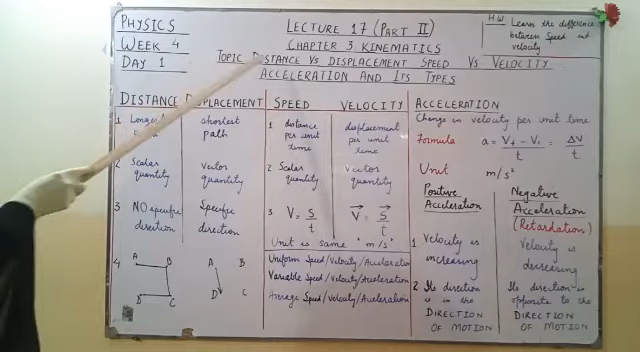 PHYSICS
WEEK 4
DAY 1
LECTURE 17 (PART II)
CHAPTER 3 KINEMATICS
TOPIC DISTANCE VS DISPLACEMENT SPEED VS VELOCITY
ACCELERATION AND ITS TYPES
H.W Learn the difference
between Speed and
velocity
DISTANCE DISPLACEMENT
1 Longest shortest
path
2 Scalar vector
quantity quantity
3 NO specific Specific
direction direction
4 A B A B
D C D C
SPEED VELOCITY
1 distance displacement
per unit per unit
time time
2 Scalar Vector
quantity quantity
3 V = S/t V = S/t
Unit is same "m/s"
Uniform Speed/Velocity/Acceleration
Variable Speed/Velocity/Acceleration
Average Speed/Velocity/Acceleration
ACCELERATION
Change in velocity per unit time
Formula a = Vf - Vi / t = ΔV / t
Unit m/s²
Positive Negative
Acceleration Acceleration
(Retardation)
1 Velocity is Velocity is
increasing decreasing
2 Its direction Its direction is
is in the opposite to the
DIRECTION DIRECTION
OF MOTION OF MOTION